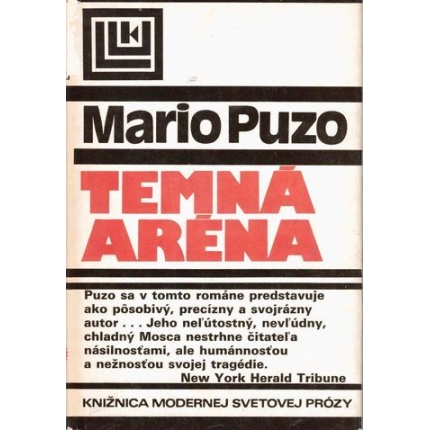 Mario Puzo
TEMNÁ
ARÉNA
Puzo sa v tomto románe predstavuje
ako pôsobivý, precízny a svojrázny
autor . . . Jeho neľútostný, nevľúdny,
chladný Mosca nestrhne čitateľa
násilnosťami, ale humánnosťou
a nežnosťou svojej tragédie.
New York Herald Tribune
KNIŽNICA MODERNEJ SVETOVEJ PRÓZY